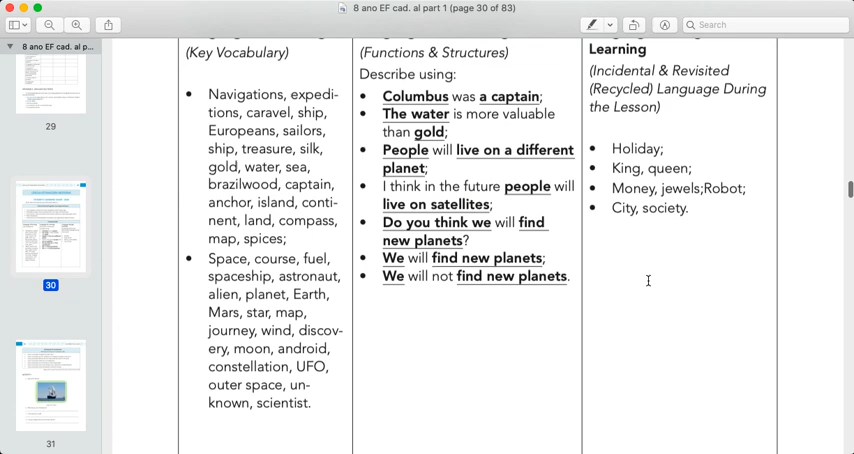 8 ano EF cad. al part 1 (page 30 of 83)
Search
8 ano EF cad. al p...
29
30
31
(Key Vocabulary)
Navigations, expedi-
tions, caravel, ship,
Europeans, sailors,
ship, treasure, silk,
gold, water, sea,
brazilwood, captain,
anchor, island, conti-
nent, land, compass,
map, spices;
Space, course, fuel,
spaceship, astronaut,
alien, planet, Earth,
Mars, star, map,
journey, wind, discov-
ery, moon, android,
constellation, UFO,
outer space, un-
known, scientist.
(Functions & Structures)
Describe using:
Columbus was a captain;
The water is more valuable
than gold;
People will live on a different
planet;
I think in the future people will
live on satellites;
Do you think we will find
new planets?
We will find new planets;
We will not find new planets.
Learning
(Incidental & Revisited
(Recycled) Language During
the Lesson)
Holiday;
King, queen;
Money, jewels;Robot;
City, society.